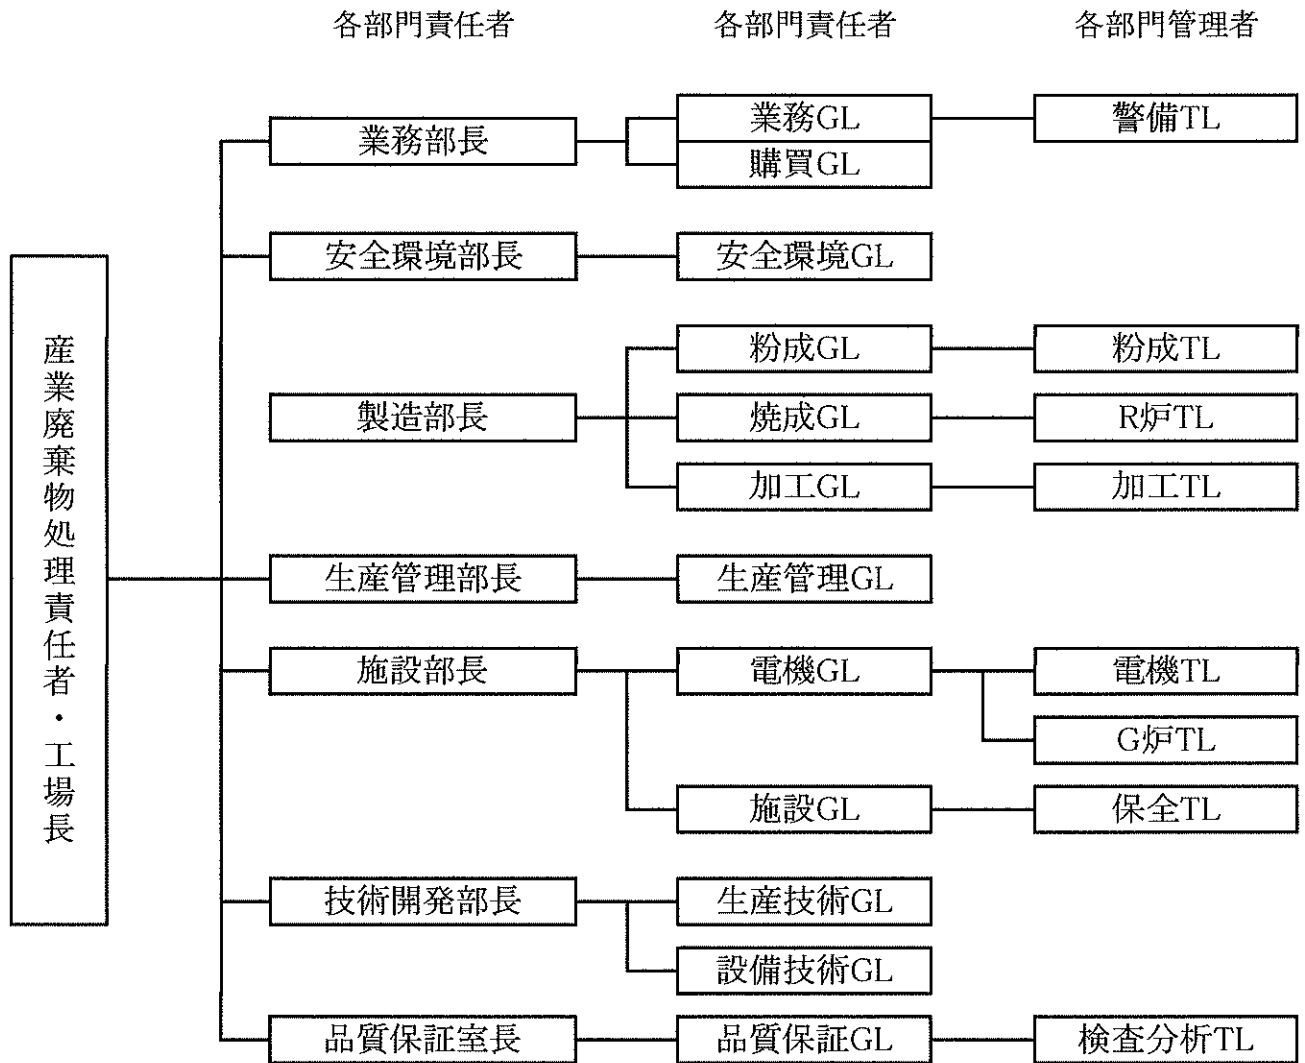 各部門責任者 各部門責任者 各部門管理者
産業廃棄物処理責任者・工場長
業務部長
業務GL
警備TL
購買GL
安全環境部長
安全環境GL
製造部長
粉成GL
粉成TL
焼成GL
R炉TL
加工GL
加工TL
生産管理部長
生産管理GL
施設部長
電機GL
電機TL
G炉TL
施設GL
保全TL
技術開発部長
生産技術GL
設備技術GL
品質保証室長
品質保証GL
検査分析TL